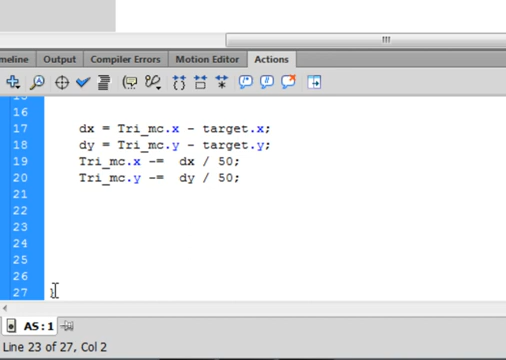 meline Output Compiler Errors Motion Editor Actions
15
16
17 dx = Tri_mc.x - target.x;
18 dy = Tri_mc.y - target.y;
19 Tri_mc.x -= dx / 50;
20 Tri_mc.y -= dy / 50;
21
22
23
24
25
26
27 }
AS:1
Line 23 of 27, Col 2